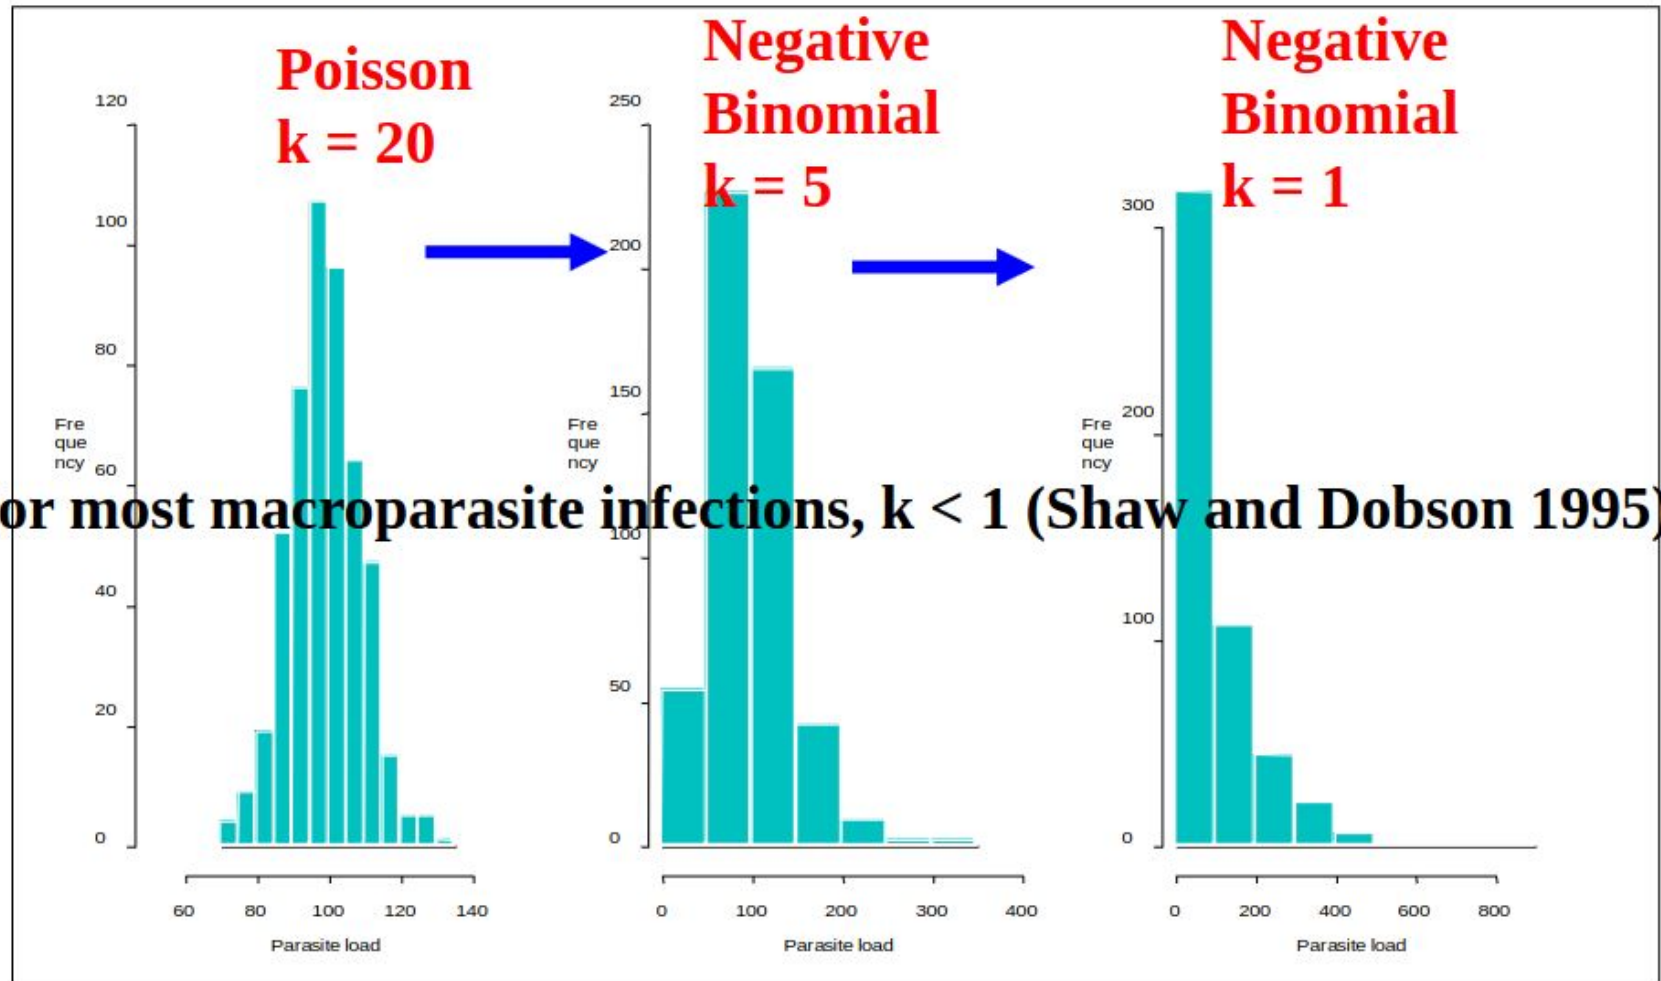 Poisson
k = 20
Negative
Binomial
k = 5
Negative
Binomial
k = 1
120
100
80
60
40
20
0
Fre
que
ncy
60 80 100 120 140
Parasite load
250
200
150
100
50
0
Fre
que
ncy
0 100 200 300 400
Parasite load
300
200
100
0
Fre
que
ncy
0 200 400 600 800
Parasite load
or most macroparasite infections, k < 1 (Shaw and Dobson 1995)